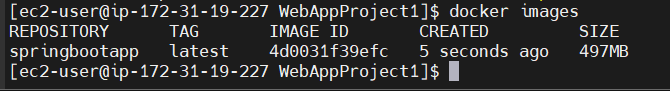 [ec2-user@ip-172-31-19-227 WebAppProject1]$ docker images
REPOSITORY TAG IMAGE ID CREATED SIZE
springbootapp latest 4d0031f39efc 5 seconds ago 497MB
[ec2-user@ip-172-31-19-227 WebAppProject1]$